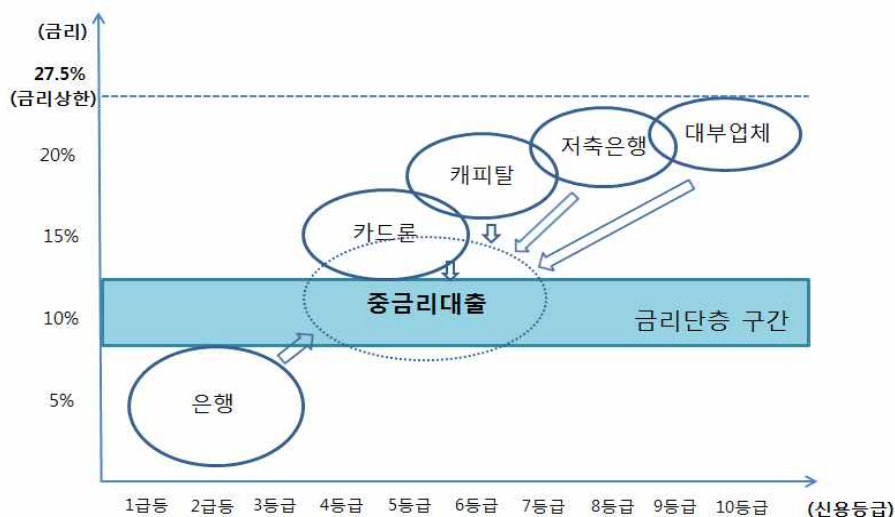 (금리)
27.5%
(금리상한)
20%
15%
10%
5%
대부업체
저축은행
캐피탈
카드론
중금리대출
금리단층 구간
은행
1급등 2급등 3등급 4등급 5등급 6등급 7등급 8등급 9등급 10등급 (신용등급)